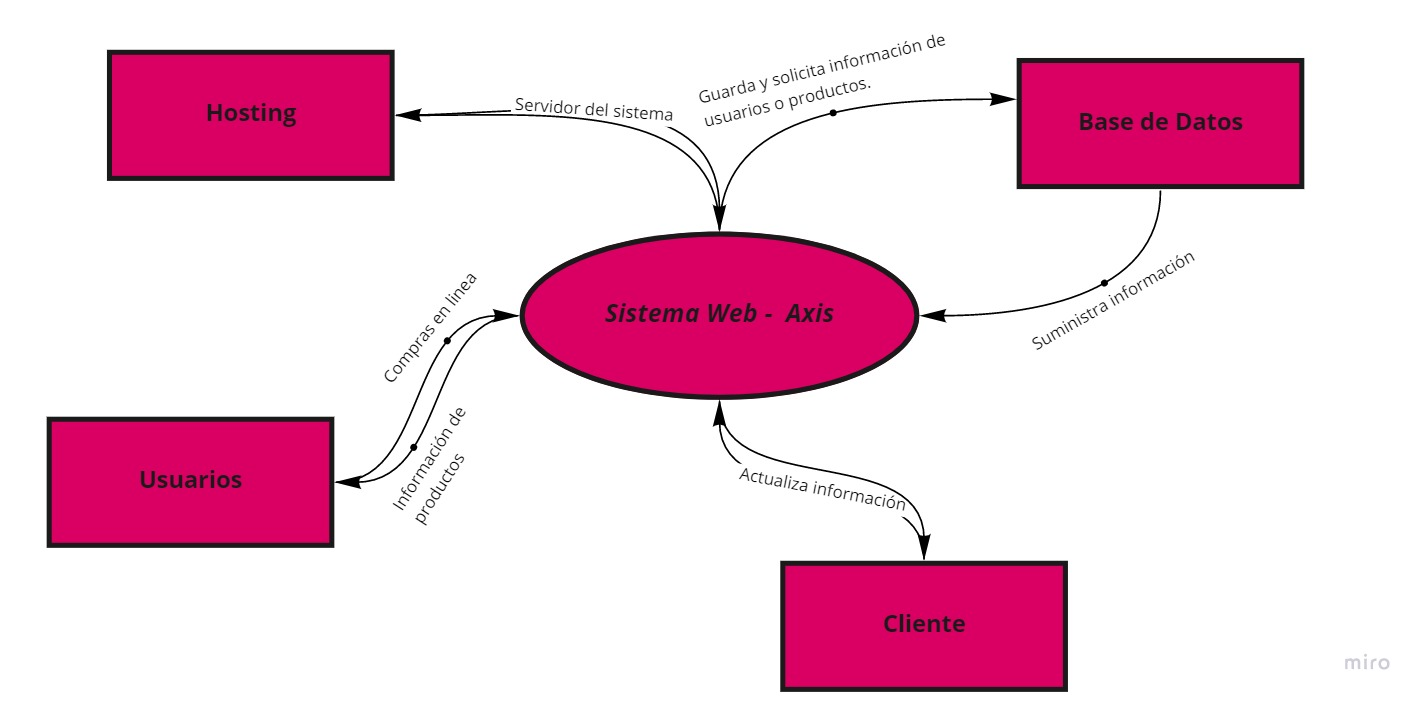 Hosting
Servidor del sistema
Guarda y solicita información de
usuarios o productos.
Base de Datos
Suministra información
Sistema Web -  Axis
Compras en linea
Información de
productos
Usuarios
Actualiza información
Cliente
miro